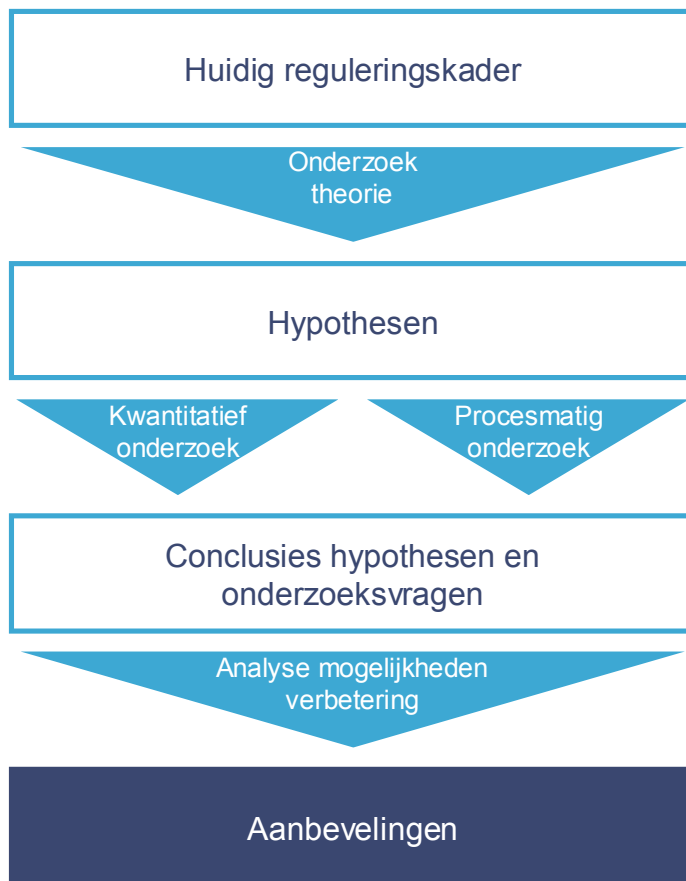 Huidig reguleringskader
Onderzoek
theorie
Hypothesen
Kwantitatief
onderzoek
Procesmatig
onderzoek
Conclusies hypothesen en
onderzoeksvragen
Analyse mogelijkheden
verbetering
Aanbevelingen